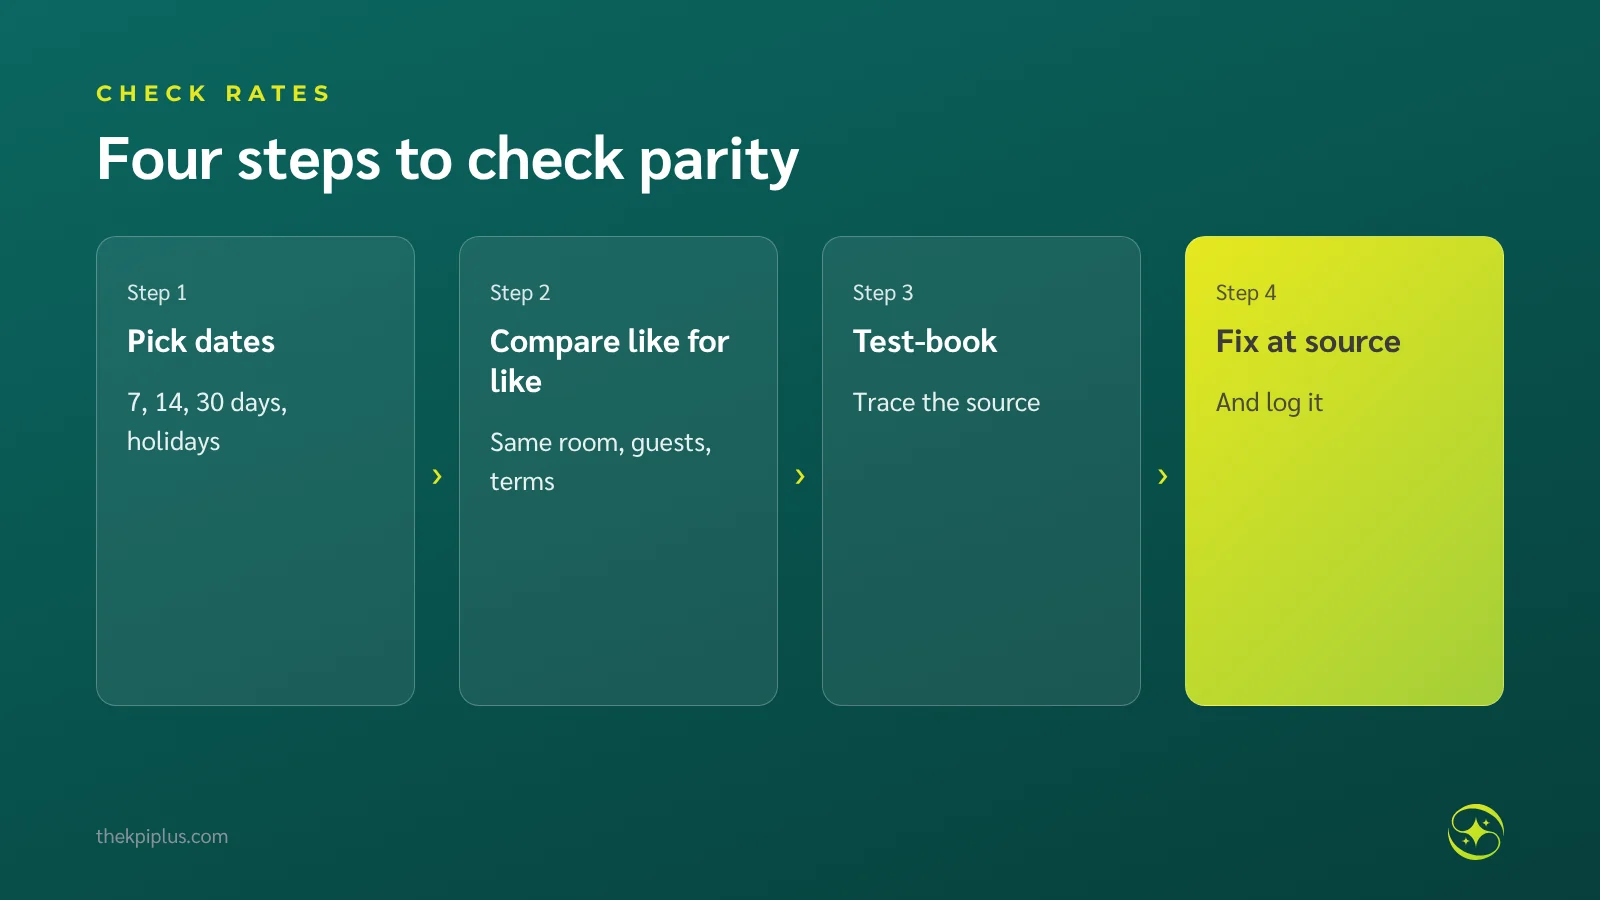 CHECK RATES
Four steps to check parity
Step 1
Pick dates
7, 14, 30 days,
holidays
›
Step 2
Compare like for
like
Same room, guests,
terms
›
Step 3
Test-book
Trace the source
›
Step 4
Fix at source
And log it
thekpiplus.com